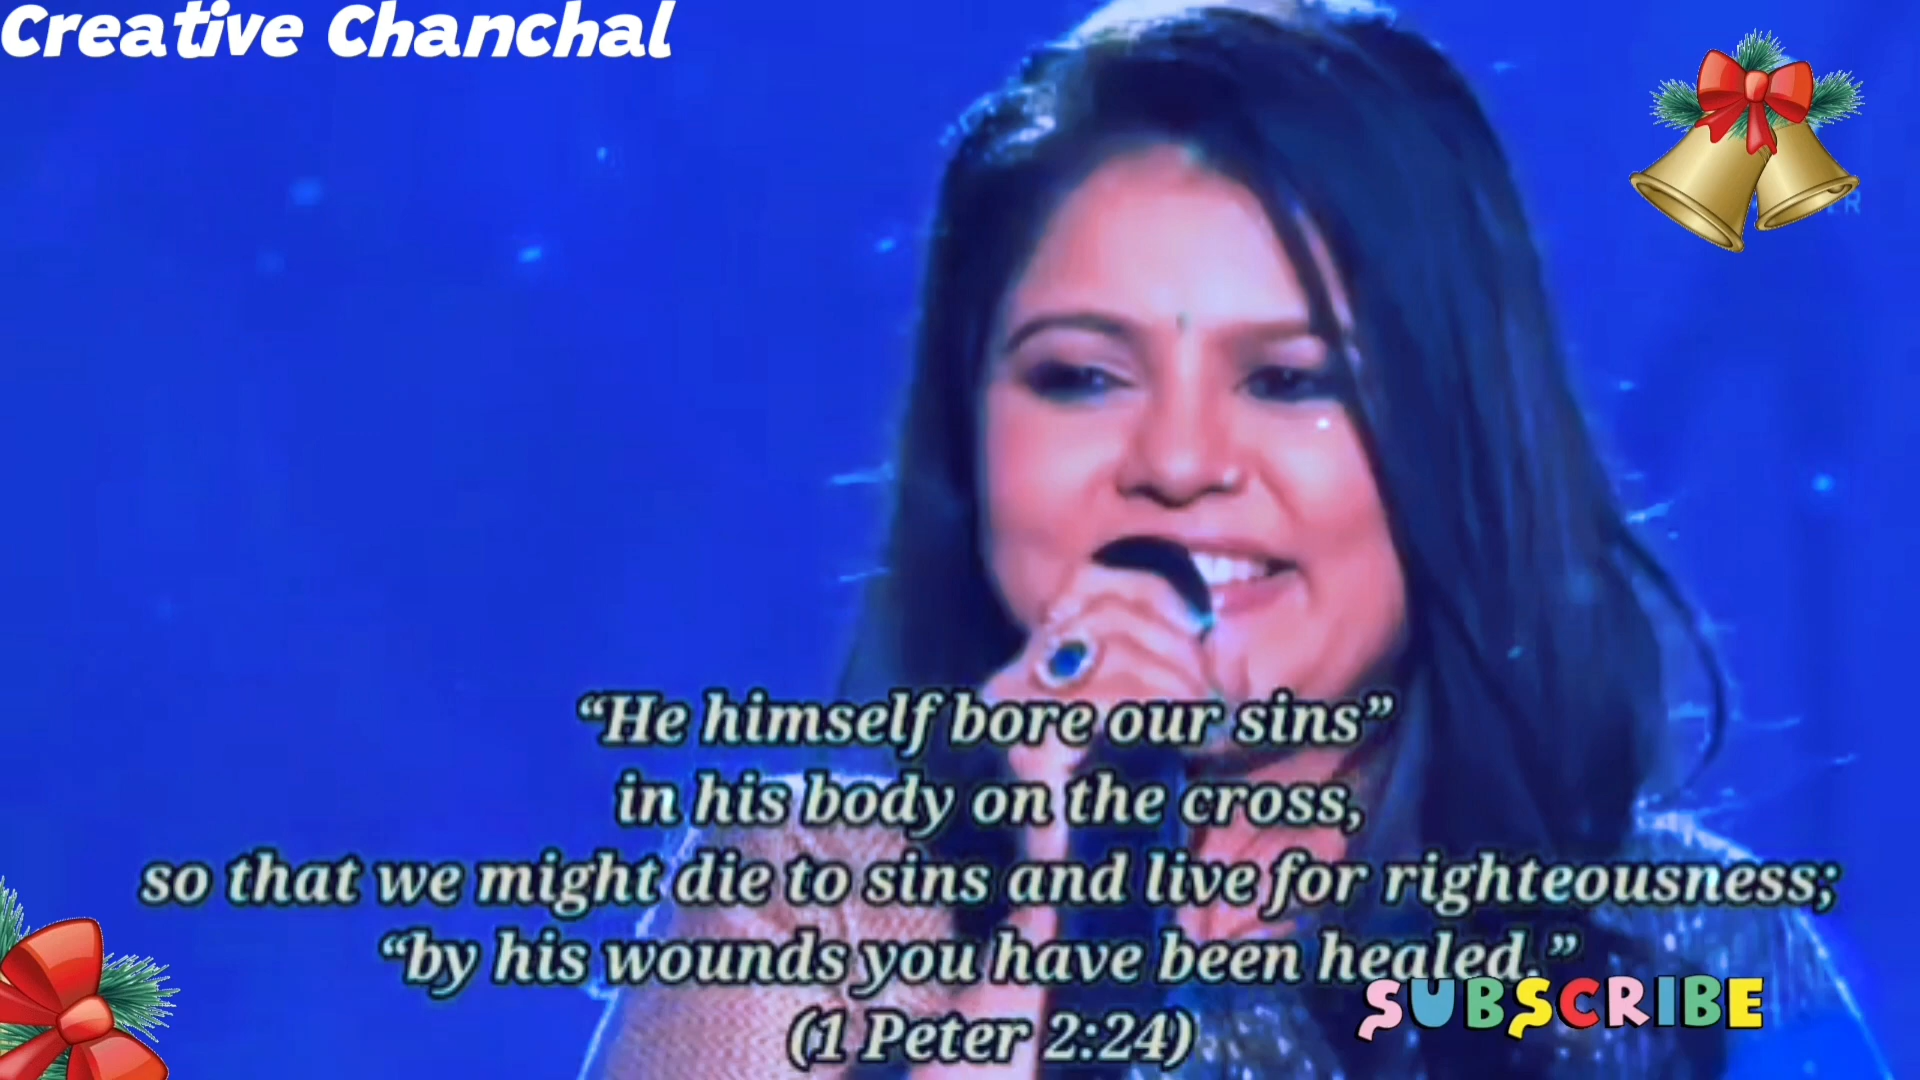 Creative Chanchal
“He himself bore our sins”
in his body on the cross,
so that we might die to sins and live for righteousness;
“by his wounds you have been healed.”
SUBSCRIBE
(1 Peter 2:24)